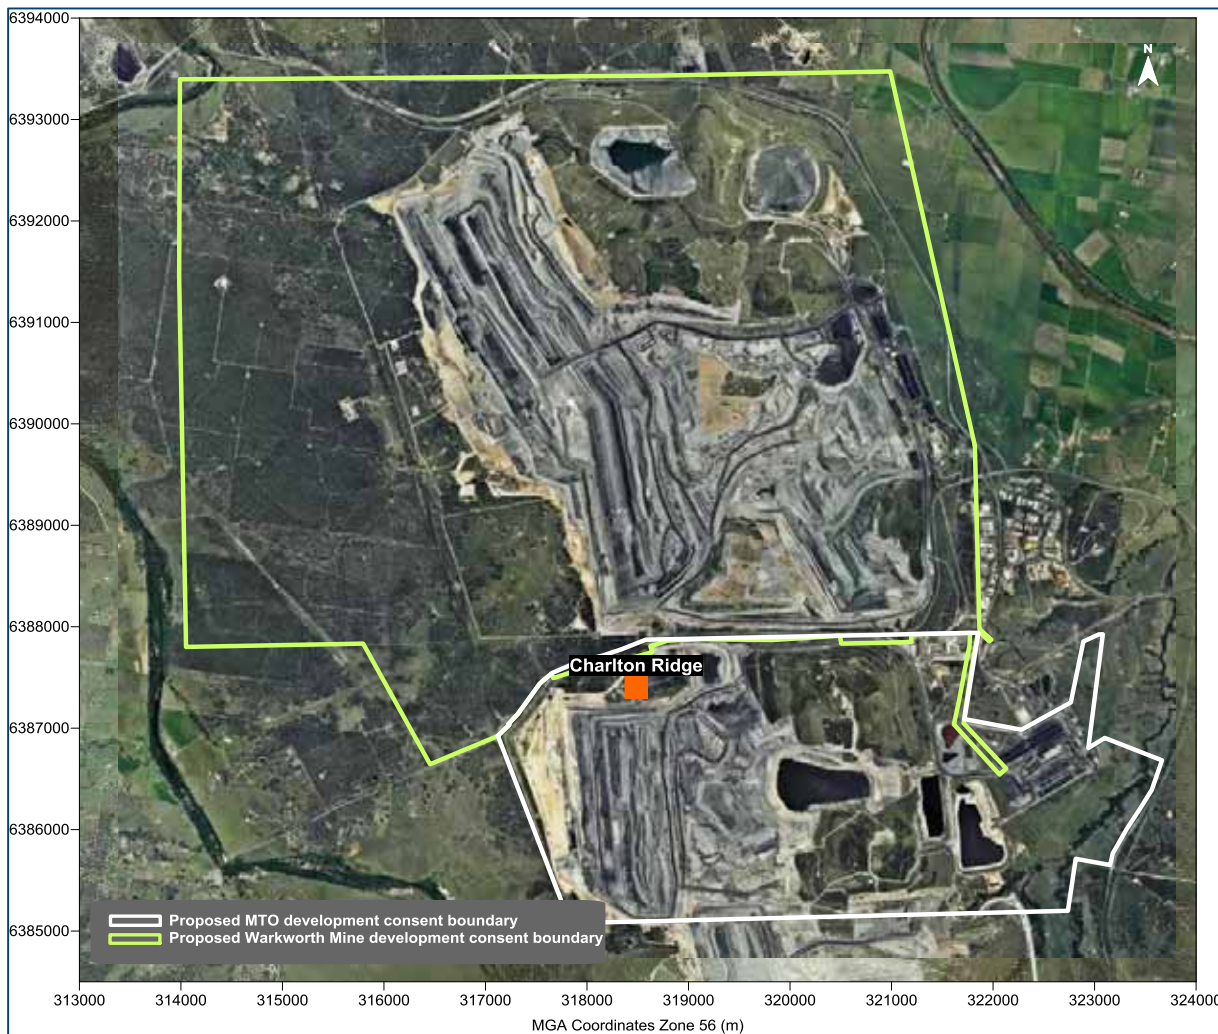 6394000
N
6393000
6392000
6391000
6390000
6389000
6388000
Charlton Ridge
6387000
6386000
Proposed MTO development consent boundary
Proposed Warkworth Mine development consent boundary
6385000
313000 314000 315000 316000 317000 318000 319000 320000 321000 322000 323000 324000
MGA Coordinates Zone 56 (m)